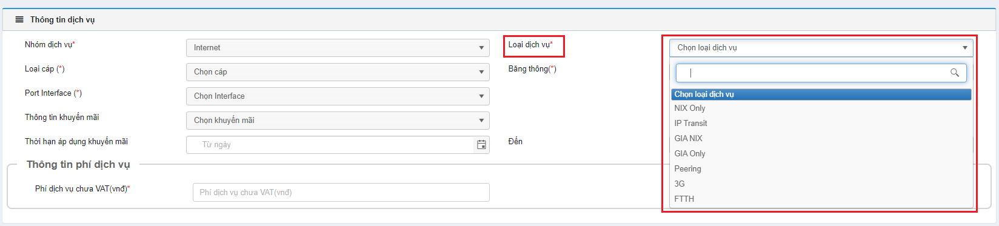 Thông tin dịch vụ
Nhóm dịch vụ* Internet Loại dịch vụ* Chọn loại dịch vụ
Loại cáp (*) Chọn cáp Băng thông(*)
Chọn loại dịch vụ
Port Interface (*) Chọn Interface
NIX Only
Thông tin khuyến mãi Chọn khuyến mãi
IP Transit
GIA NIX
Thời hạn áp dụng khuyến mãi Từ ngày Đến
GIA Only
Thông tin phí dịch vụ
Peering
3G
Phí dịch vụ chưa VAT(vnđ)* Phí dịch vụ chưa VAT(vnđ)
FTTH